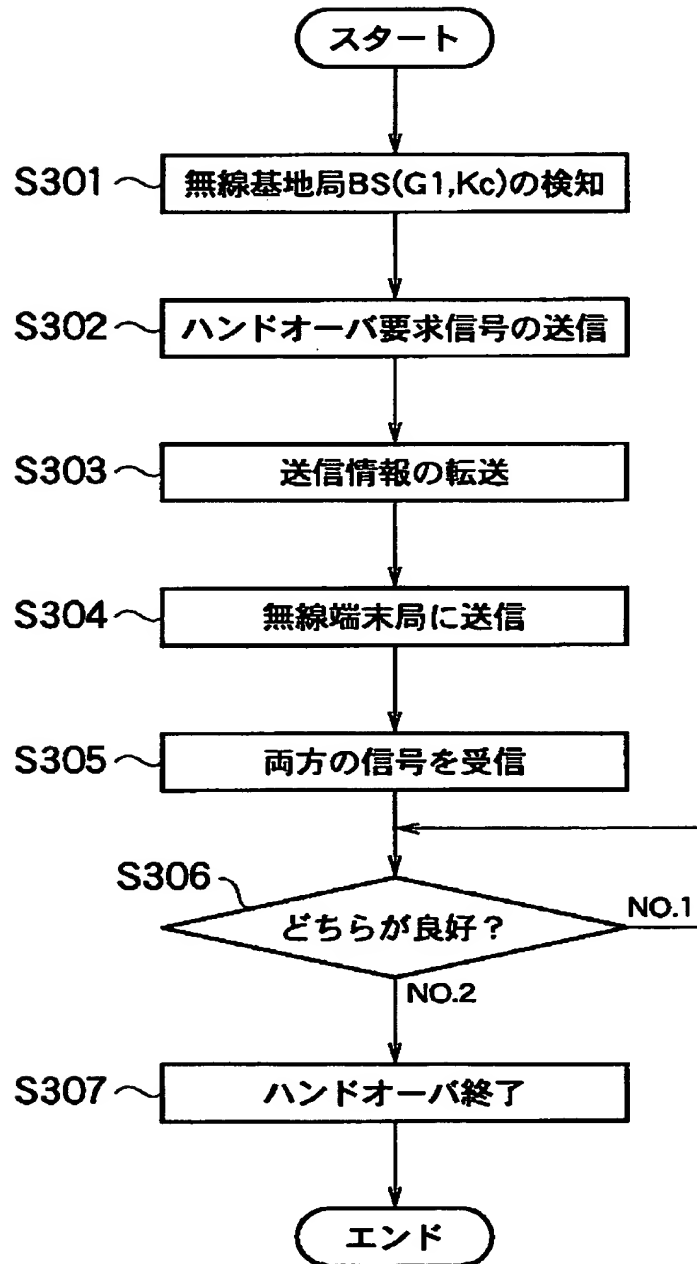 スタート
S301
無線基地局BS(G1,Kc)の検知
S302
ハンドオーバ要求信号の送信
S303
送信情報の転送
S304
無線端末局に送信
S305
両方の信号を受信
S306
どちらが良好？
NO.1
NO.2
S307
ハンドオーバ終了
エンド